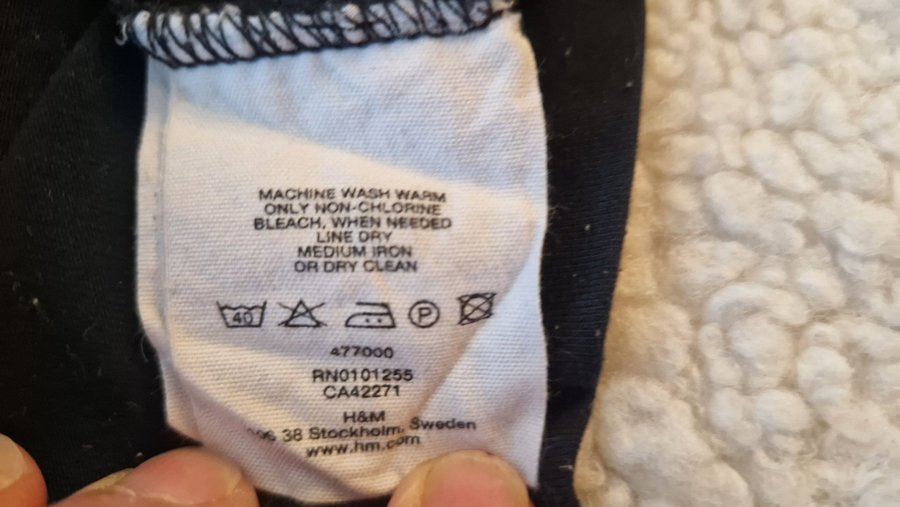 MACHINE WASH WARM
ONLY NON-CHLORINE
BLEACH, WHEN NEEDED
LINE DRY
MEDIUM IRON
OR DRY CLEAN
40 P
477000
RN0101255
CA42271
H&M
38 Stockholm, Sweden
www.hm.com